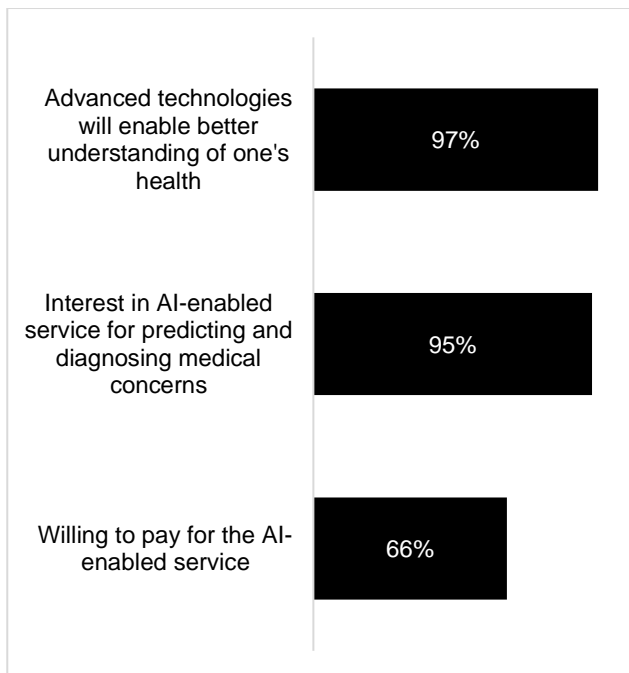 Advanced technologies
will enable better
understanding of one's
health
97%
Interest in AI-enabled
service for predicting and
diagnosing medical
concerns
95%
Willing to pay for the AI-
enabled service
66%